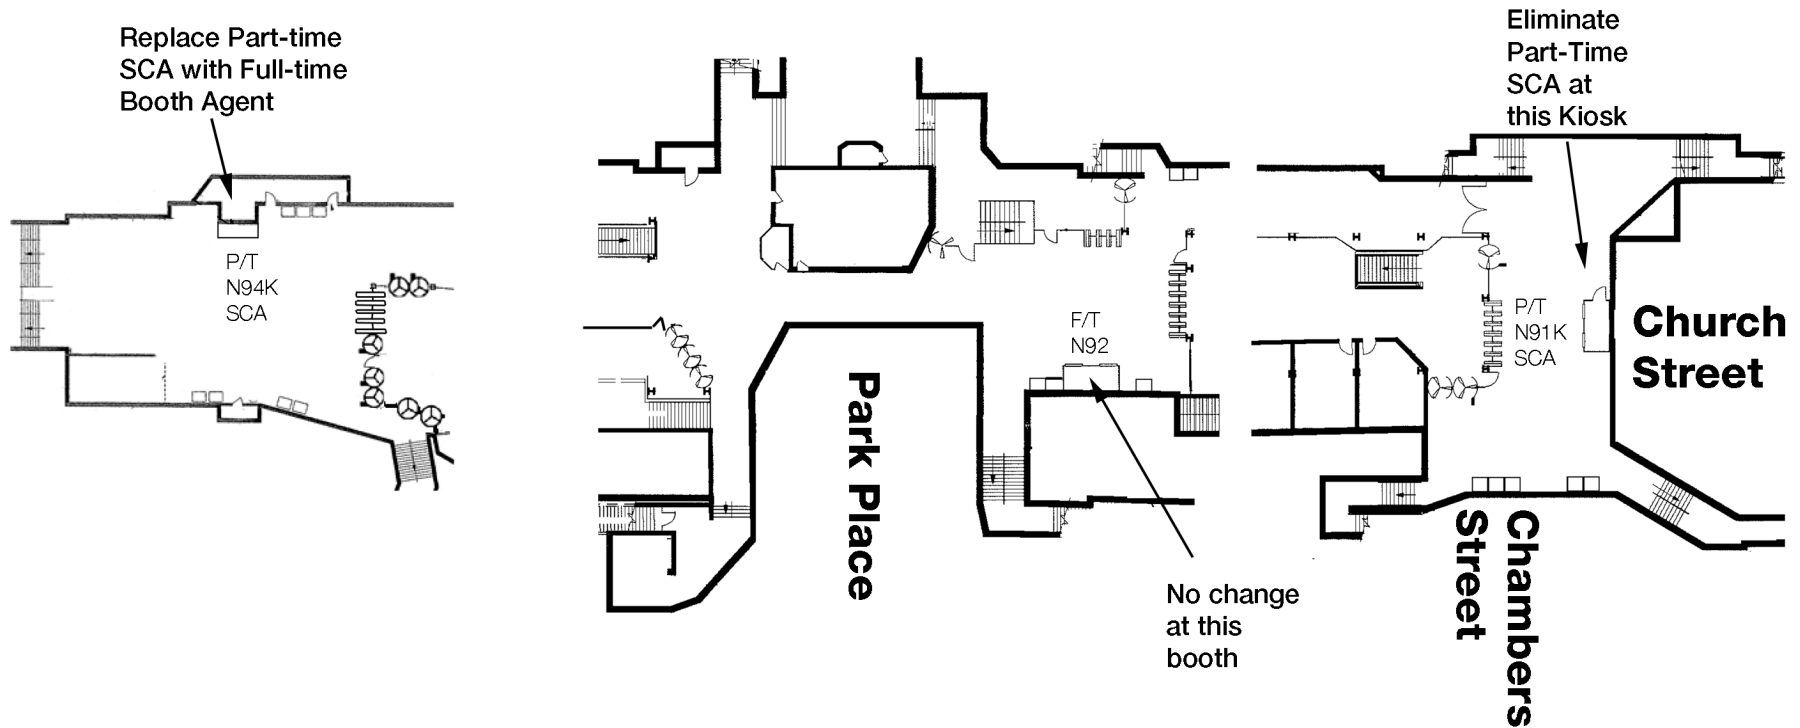 Replace Part-time
SCA with Full-time
Booth Agent
P/T
N94K
SCA
F/T
N92
Park Place
No change
at this
booth
Eliminate
Part-Time
SCA at
this Kiosk
P/T
N91K
SCA
Church
Street
Chambers
Street